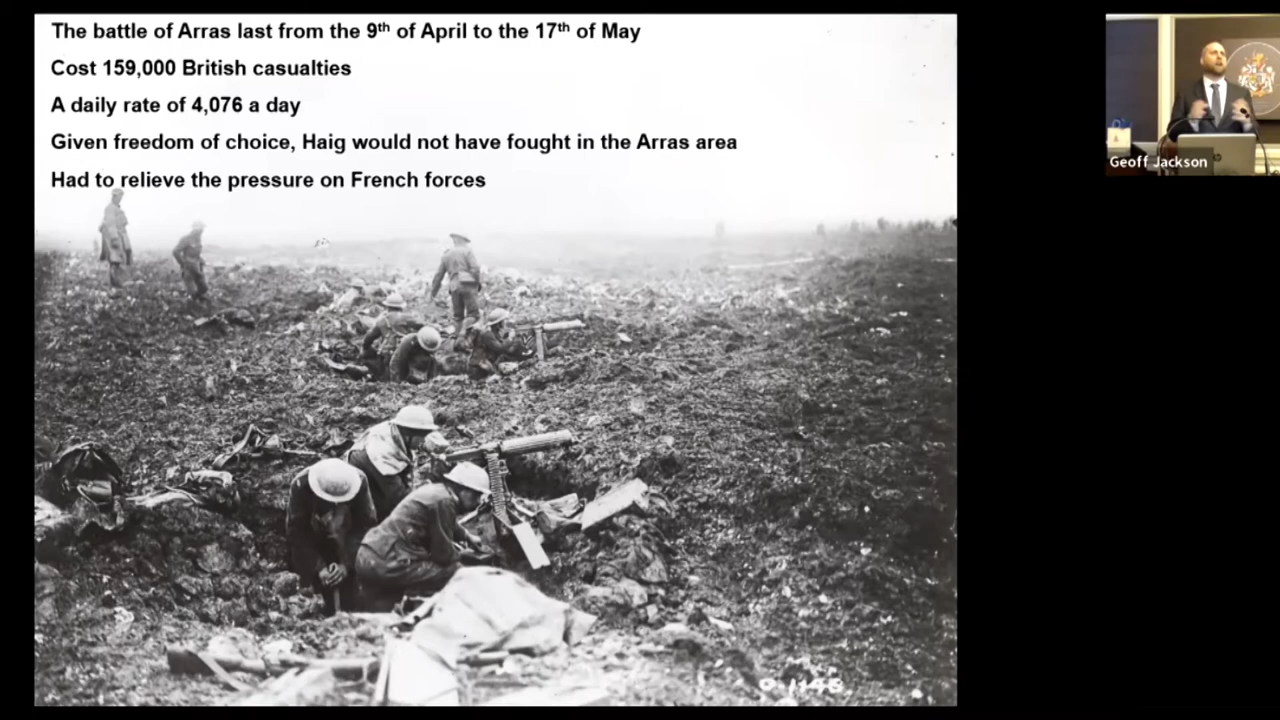 The battle of Arras last from the 9th of April to the 17th of May
Cost 159,000 British casualties
A daily rate of 4,076 a day
Given freedom of choice, Haig would not have fought in the Arras area
Had to relieve the pressure on French forces
Geoff Jackson